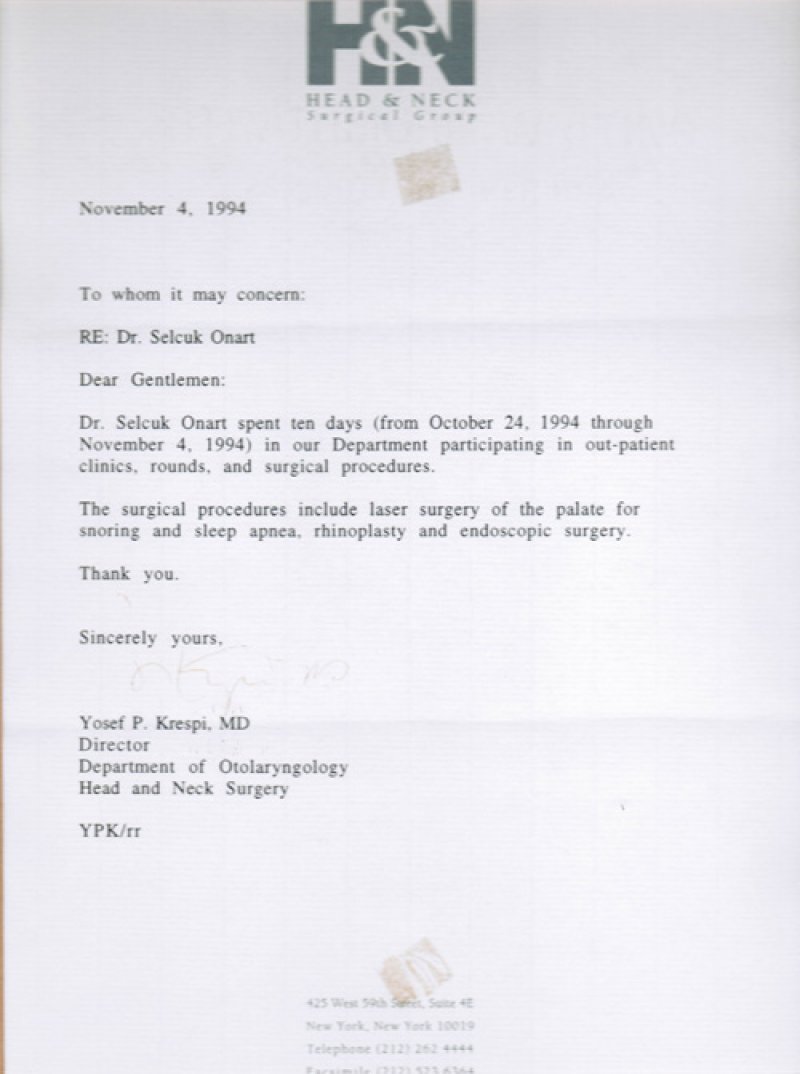 H&N
HEAD & NECK
Surgical Group
November 4, 1994
To whom it may concern:
RE: Dr. Selcuk Onart
Dear Gentlemen:
Dr. Selcuk Onart spent ten days (from October 24, 1994 through
November 4, 1994) in our Department participating in out-patient
clinics, rounds, and surgical procedures.
The surgical procedures include laser surgery of the palate for
snoring and sleep apnea, rhinoplasty and endoscopic surgery.
Thank you.
Sincerely yours,
Yosef P. Krespi, MD
Director
Department of Otolaryngology
Head and Neck Surgery
YPK/rr
425 West 59th Street, Suite 4E
New York, New York 10019
Telephone (212) 262 4444
Facsimile (212) 523 6364